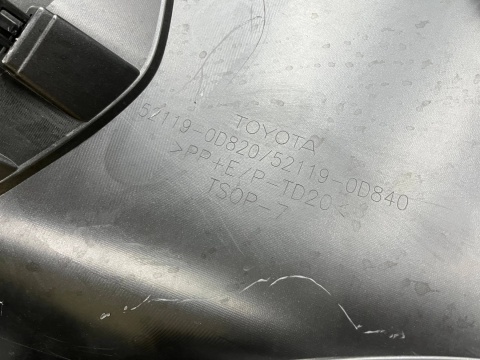 TOYOTA
52119-0D820/52119-0D840
>PP+E/P-TD20<
TSOP-7